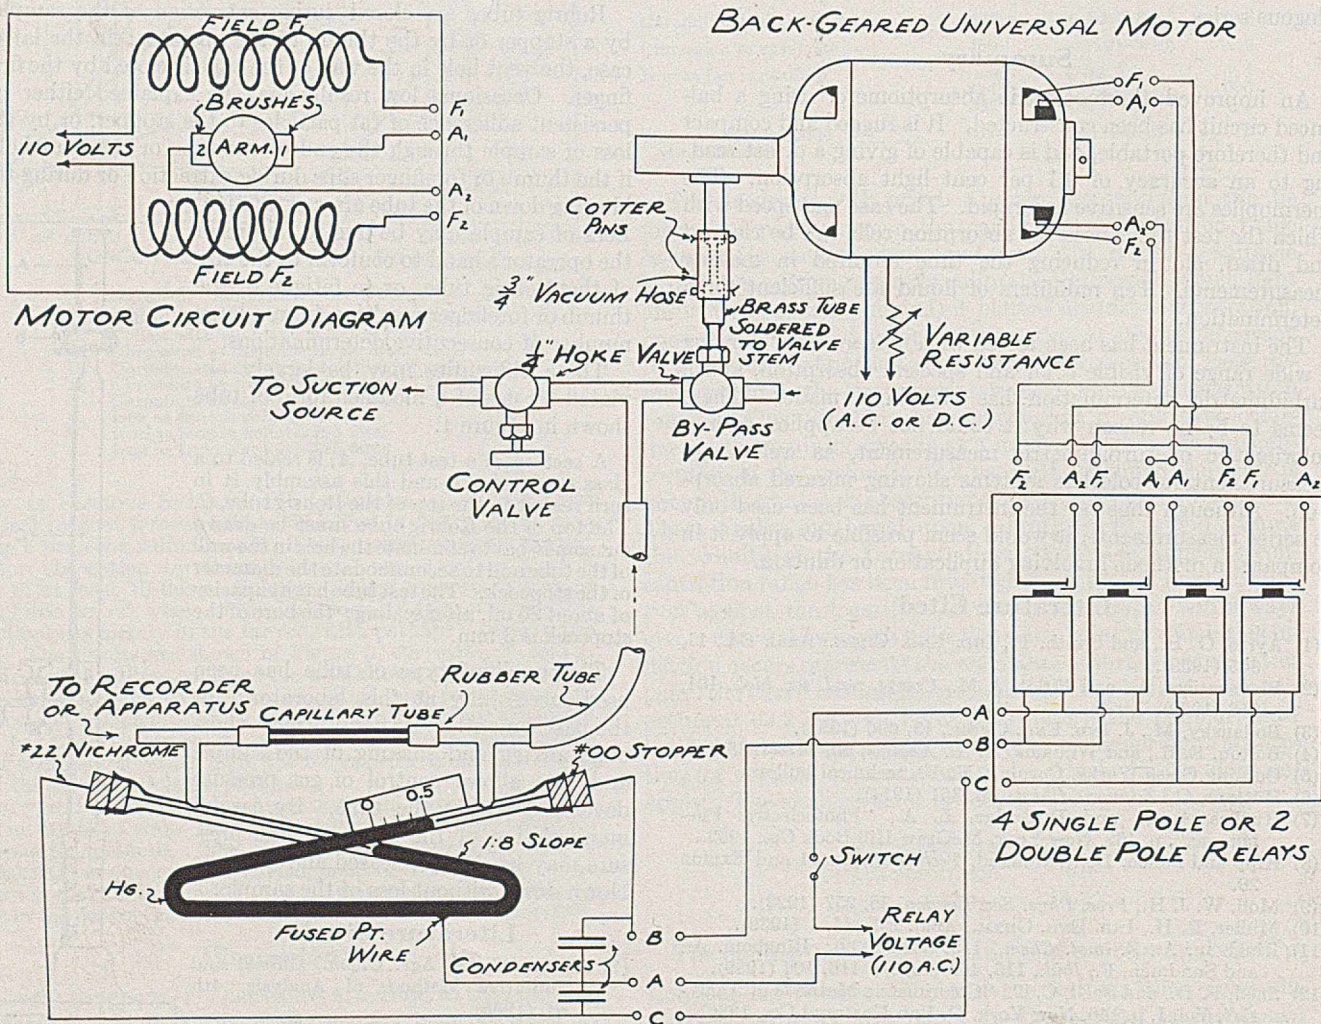 FIELD F1
BRUSHES
110 VOLTS
2 ARM. 1
F1
A1
A2
F2
FIELD F2
MOTOR CIRCUIT DIAGRAM
BACK-GEARED UNIVERSAL MOTOR
F1
A1
A2
F2
COTTER PINS
3/4" VACUUM HOSE
BRASS TUBE
SOLDERED
TO VALVE
STEM
VARIABLE
RESISTANCE
1/4" HOKE VALVE
TO SUCTION
SOURCE
110 VOLTS
(A.C. OR D.C.)
BY-PASS
VALVE
CONTROL
VALVE
F2 A2 F1 A1 A1 F2 F1 A2
TO RECORDER
OR APPARATUS
CAPILLARY TUBE
RUBBER TUBE
#22 NICHROME
#00 STOPPER
0 0.5
1:8 SLOPE
HG.
FUSED PT.
WIRE
CONDENSERS
B
A
C
A
B
C
SWITCH
RELAY
VOLTAGE
(110 A.C.)
4 SINGLE POLE OR 2
DOUBLE POLE RELAYS